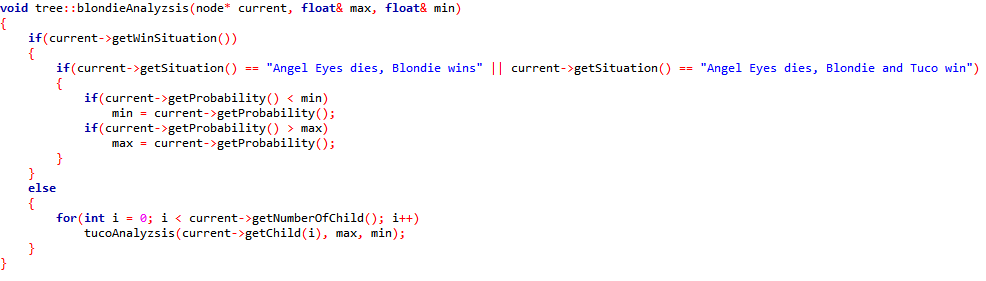 void tree::blondieAnalyzsis(node* current, float& max, float& min)
{
    if(current->getWinSituation())
    {
        if(current->getSituation() == "Angel Eyes dies, Blondie wins" || current->getSituation() == "Angel Eyes dies, Blondie and Tuco win")
        {
            if(current->getProbability() < min)
                min = current->getProbability();
            if(current->getProbability() > max)
                max = current->getProbability();
        }
    }
    else
    {
        for(int i = 0; i < current->getNumberOfChild(); i++)
            tucoAnalyzsis(current->getChild(i), max, min);
    }
}